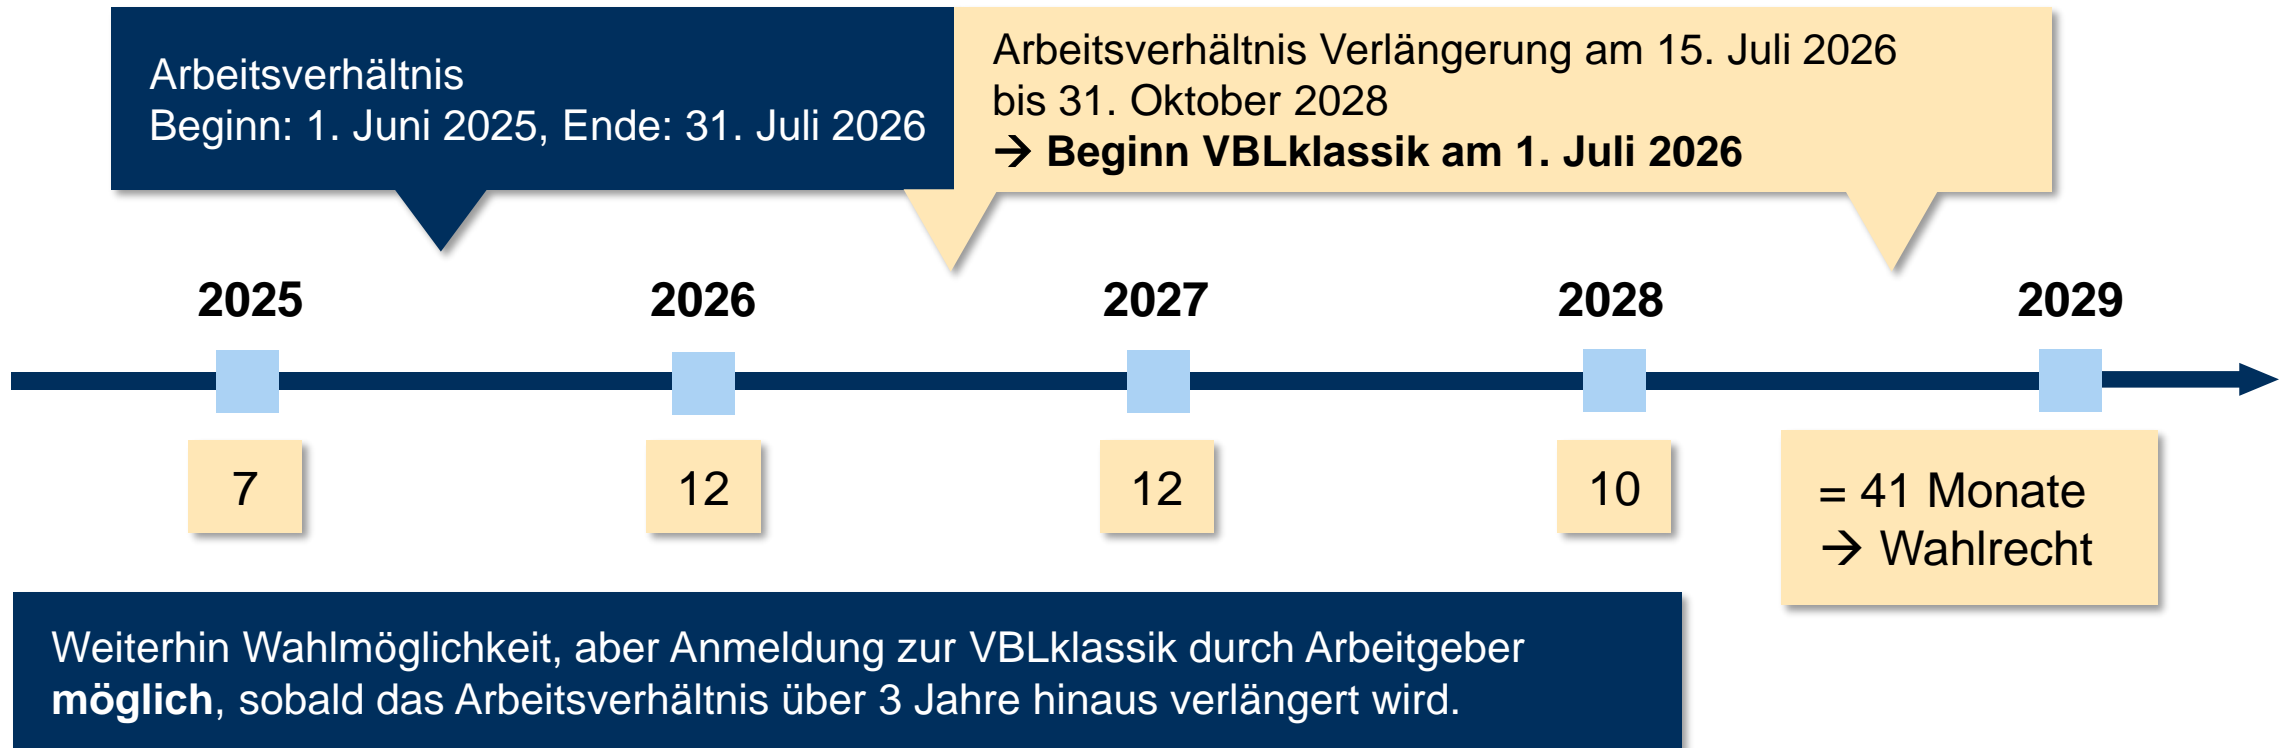 Arbeitsverhältnis
Beginn: 1. Juni 2025, Ende: 31. Juli 2026
Arbeitsverhältnis Verlängerung am 15. Juli 2026
bis 31. Oktober 2028
→ Beginn VBLklassik am 1. Juli 2026
2025
2026
2027
2028
2029
7
12
12
10
= 41 Monate
→ Wahlrecht
Weiterhin Wahlmöglichkeit, aber Anmeldung zur VBLklassik durch Arbeitgeber
möglich, sobald das Arbeitsverhältnis über 3 Jahre hinaus verlängert wird.